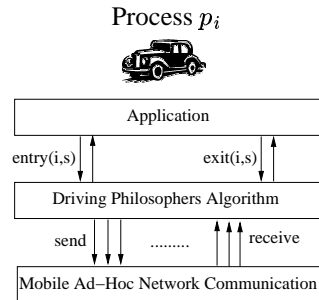 Process p_i
Application
entry(i,s)
exit(i,s)
Driving Philosophers Algorithm
send
.........
receive
Mobile Ad-Hoc Network Communication